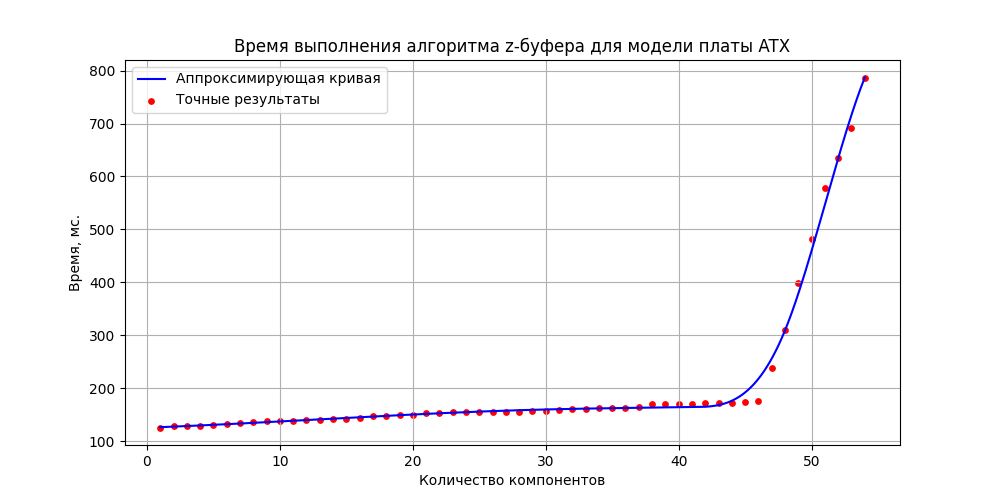 Время выполнения алгоритма z-буфера для модели платы ATX
Аппроксимирующая кривая
Точные результаты
Время, мс.
800
700
600
500
400
300
200
100
0
10
20
30
40
50
Количество компонентов